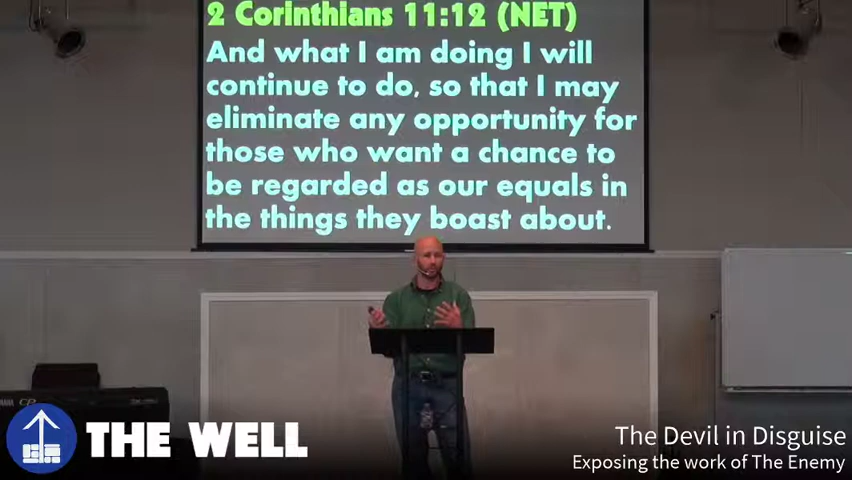 2 Corinthians 11:12 (NET)
And what I am doing I will
continue to do, so that I may
eliminate any opportunity for
those who want a chance to
be regarded as our equals in
the things they boast about.
YAMAHA CP
THE WELL
The Devil in Disguise
Exposing the work of The Enemy